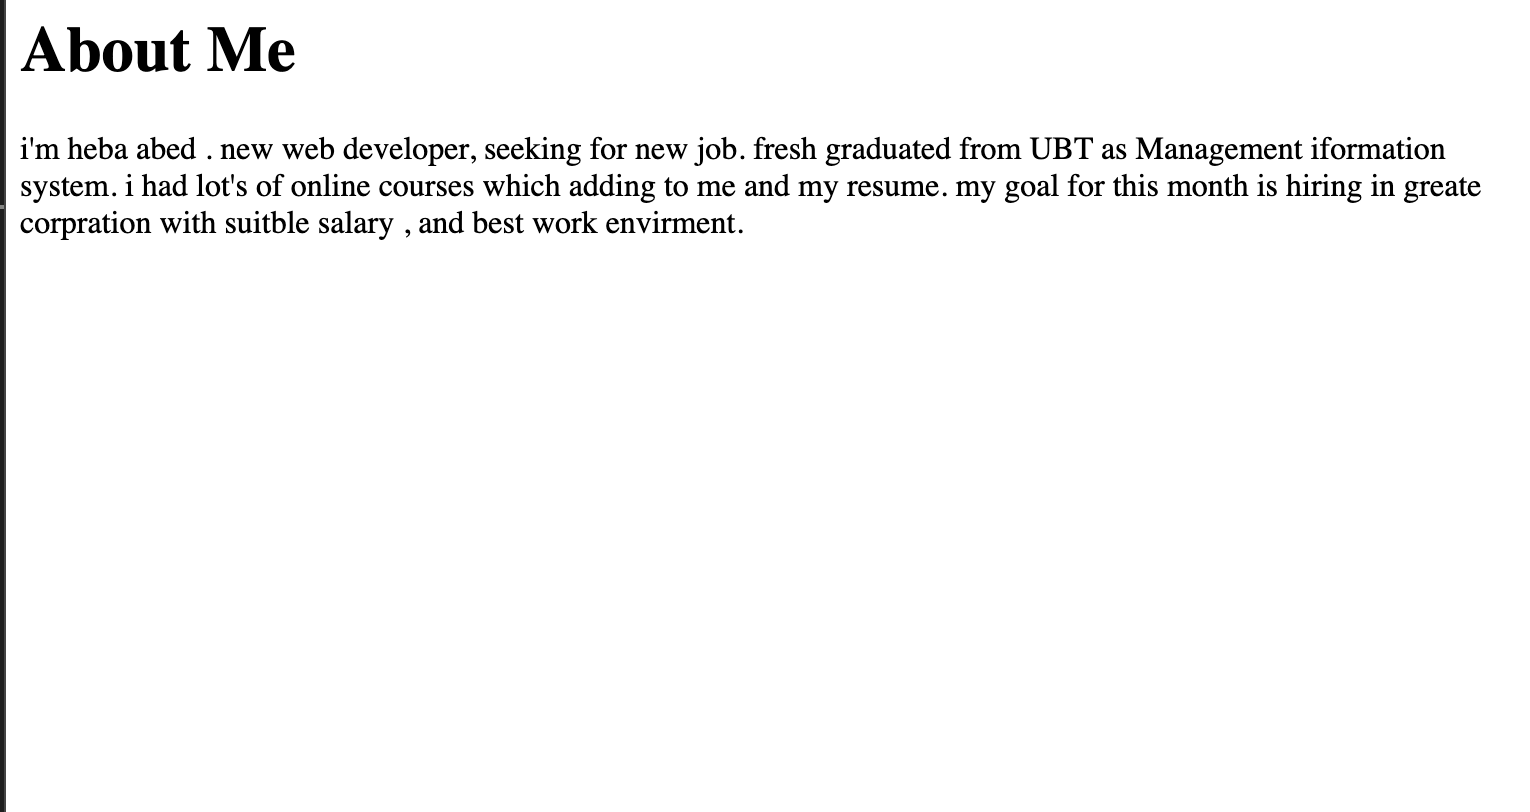 About Me
i'm heba abed . new web developer, seeking for new job. fresh graduated from UBT as Management iformation
system. i had lot's of online courses which adding to me and my resume. my goal for this month is hiring in greate
corpration with suitble salary , and best work envirment.